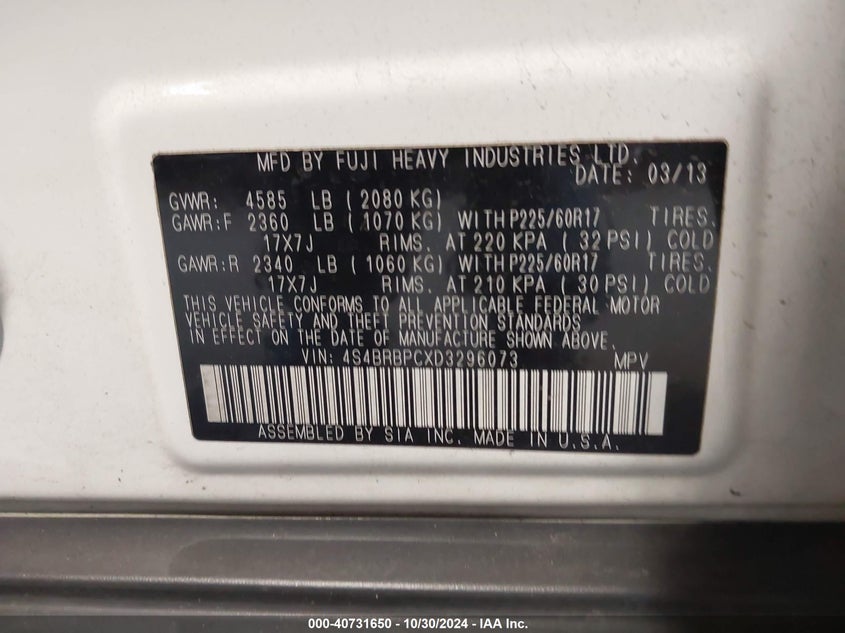 MFD BY FUJI HEAVY INDUSTRIES LTD.
DATE: 03/13
GVWR: 4585 LB ( 2080 KG)
GAWR:F 2360 LB ( 1070 KG) WITH P225/60R17 TIRES.
17X7J RIMS. AT 220 KPA ( 32 PSI) COLD
GAWR:R 2340 LB ( 1060 KG) WITH P225/60R17 TIRES.
17X7J RIMS. AT 210 KPA ( 30 PSI) COLD
THIS VEHICLE CONFORMS TO ALL APPLICABLE FEDERAL MOTOR
VEHICLE SAFETY AND THEFT PREVENTION STANDARDS
IN EFFECT ON THE DATE OF MANUFACTURE SHOWN ABOVE.
VIN: 4S4BRBPCXD3296073 MPV
ASSEMBLED BY SIA INC. MADE IN U.S.A.
000-40731650 - 10/30/2024 - IAA Inc.